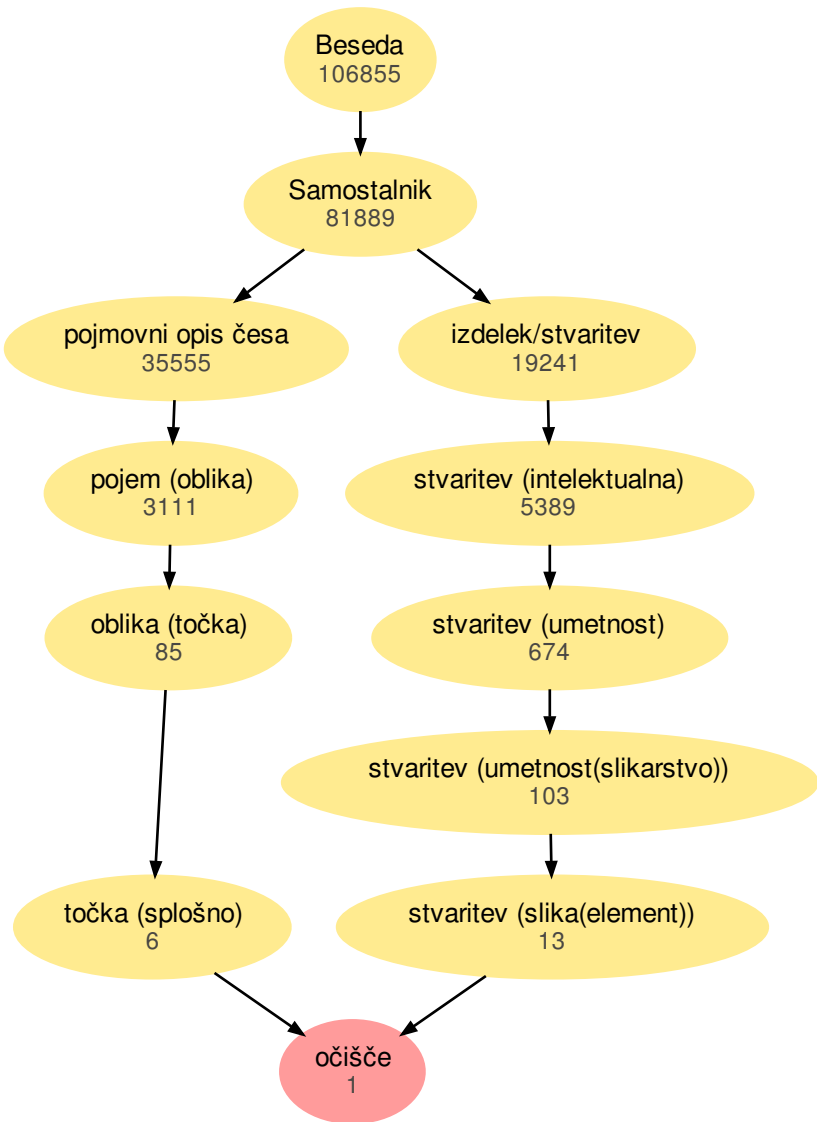 Beseda
106855
Samostalnik
81889
pojmovni opis česa
35555
izdelek/stvaritev
19241
pojem (oblika)
3111
stvaritev (intelektualna)
5389
oblika (točka)
85
stvaritev (umetnost)
674
stvaritev (umetnost(slikarstvo))
103
točka (splošno)
6
stvaritev (slika(element))
13
očišče
1